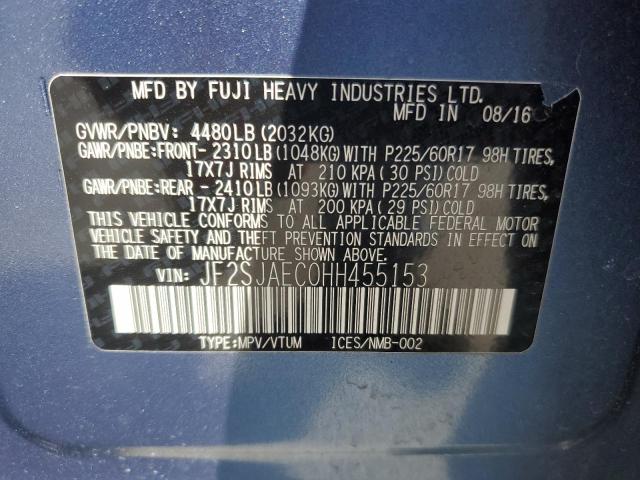 MFD BY FUJI HEAVY INDUSTRIES LTD.
MFD IN 08/16
GVWR/PNBV: 4480LB (2032KG)
GAWR/PNBE:FRONT- 2310LB (1048KG)WITH P225/60R17 98H TIRES,
17X7J RIMS AT 210 KPA ( 30 PSI)COLD
GAWR/PNBE:REAR - 2410LB (1093KG)WITH P225/60R17 98H TIRES,
17X7J RIMS AT 200 KPA ( 29 PSI)COLD
THIS VEHICLE CONFORMS TO ALL APPLICABLE FEDERAL MOTOR
VEHICLE SAFETY AND THEFT PREVENTION STANDARDS IN EFFECT ON
THE DATE OF MANUFACTURE SHOWN ABOVE.
VIN: JF2SJAEC0HH455153
TYPE:MPV/VTUM ICES/NMB-002